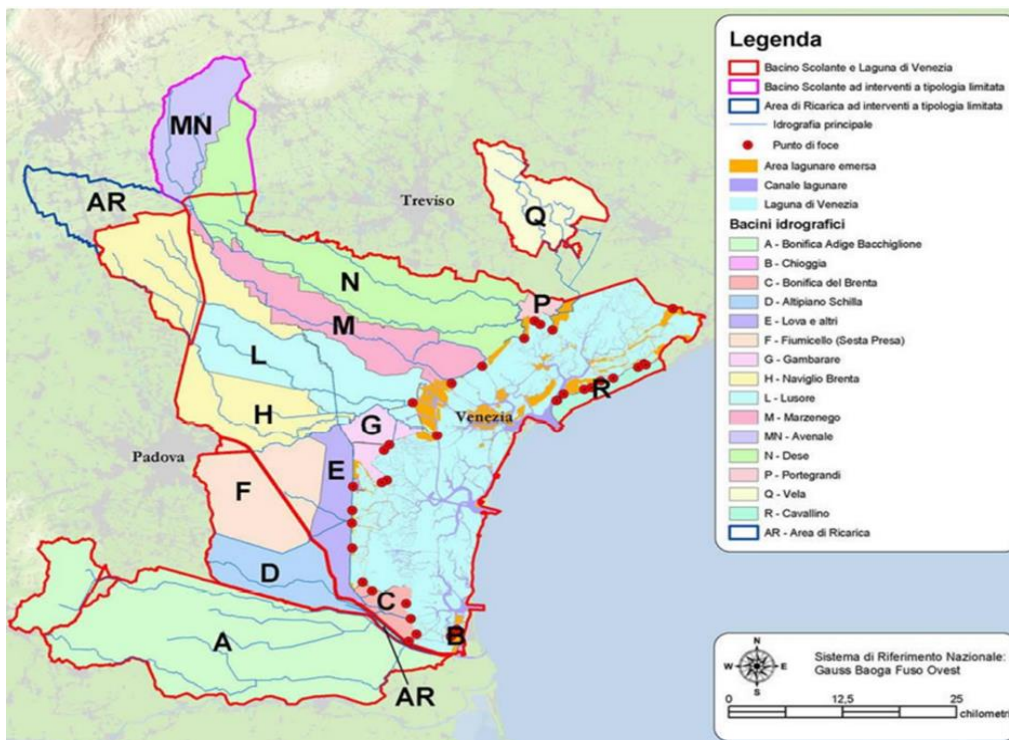 MN
AR
Treviso
Q
N
P
M
L
R
Venezia
G
H
Padova
E
F
D
C
B
A
AR
Legenda
Bacino Scolante e Laguna di Venezia
Bacino Scolante ad interventi a tipologia limitata
Area di Ricarica ad interventi a tipologia limitata
Idrografia principale
Punto di foce
Area lagunare emersa
Canale lagunare
Laguna di Venezia
Bacini idrografici
A - Bonifica Adige Bacchiglione
B - Chioggia
C - Bonifica del Brenta
D - Altipiano Schilla
E - Lova e altri
F - Fiumicello (Sesta Presa)
G - Gambarare
H - Naviglio Brenta
L - Lusore
M - Marzenego
MN - Avenale
N - Dese
P - Portegrandi
Q - Vela
R - Cavallino
AR - Area di Ricarica
N
W E
S
Sistema di Riferimento Nazionale:
Gauss Baoga Fuso Ovest
0 12,5 25
chilometri